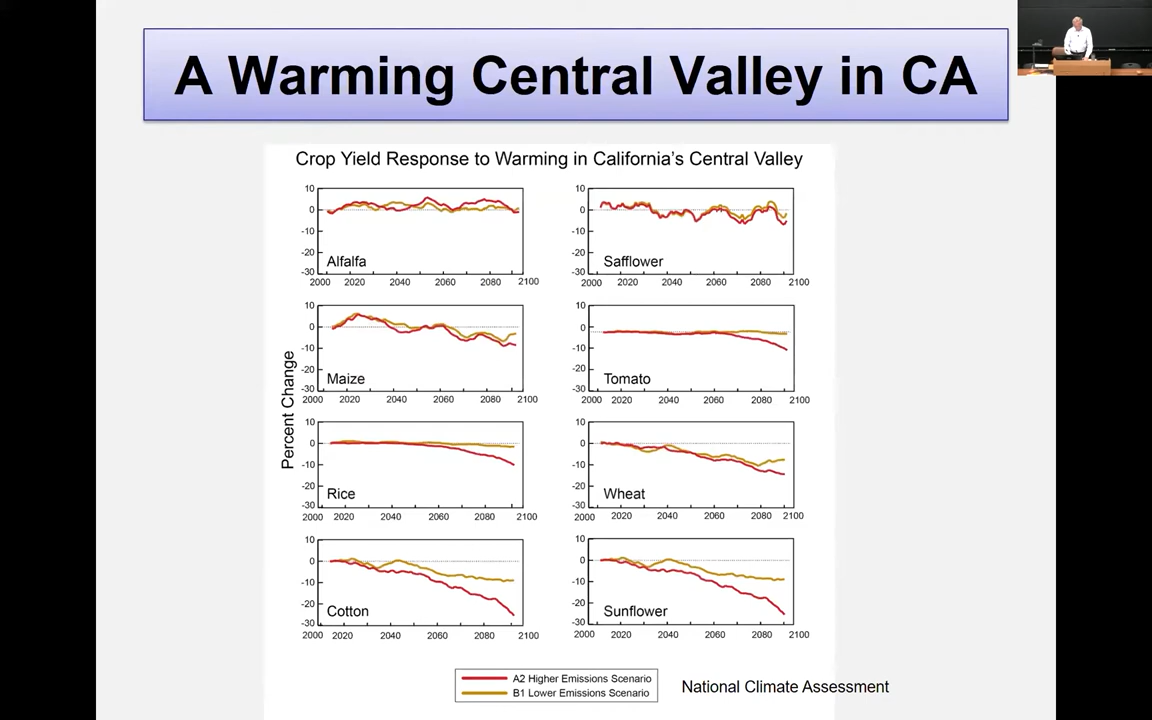 A Warming Central Valley in CA
Crop Yield Response to Warming in California's Central Valley
Percent Change
10
0
-10
-20
-30
Alfalfa
2000 2020 2040 2060 2080 2100
10
0
-10
-20
-30
Safflower
2000 2020 2040 2060 2080 2100
10
0
-10
-20
-30
Maize
2000 2020 2040 2060 2080 2100
10
0
-10
-20
-30
Tomato
2000 2020 2040 2060 2080 2100
10
0
-10
-20
-30
Rice
2000 2020 2040 2060 2080 2100
10
0
-10
-20
-30
Wheat
2000 2020 2040 2060 2080 2100
10
0
-10
-20
-30
Cotton
2000 2020 2040 2060 2080 2100
10
0
-10
-20
-30
Sunflower
2000 2020 2040 2060 2080 2100
A2 Higher Emissions Scenario
B1 Lower Emissions Scenario
National Climate Assessment